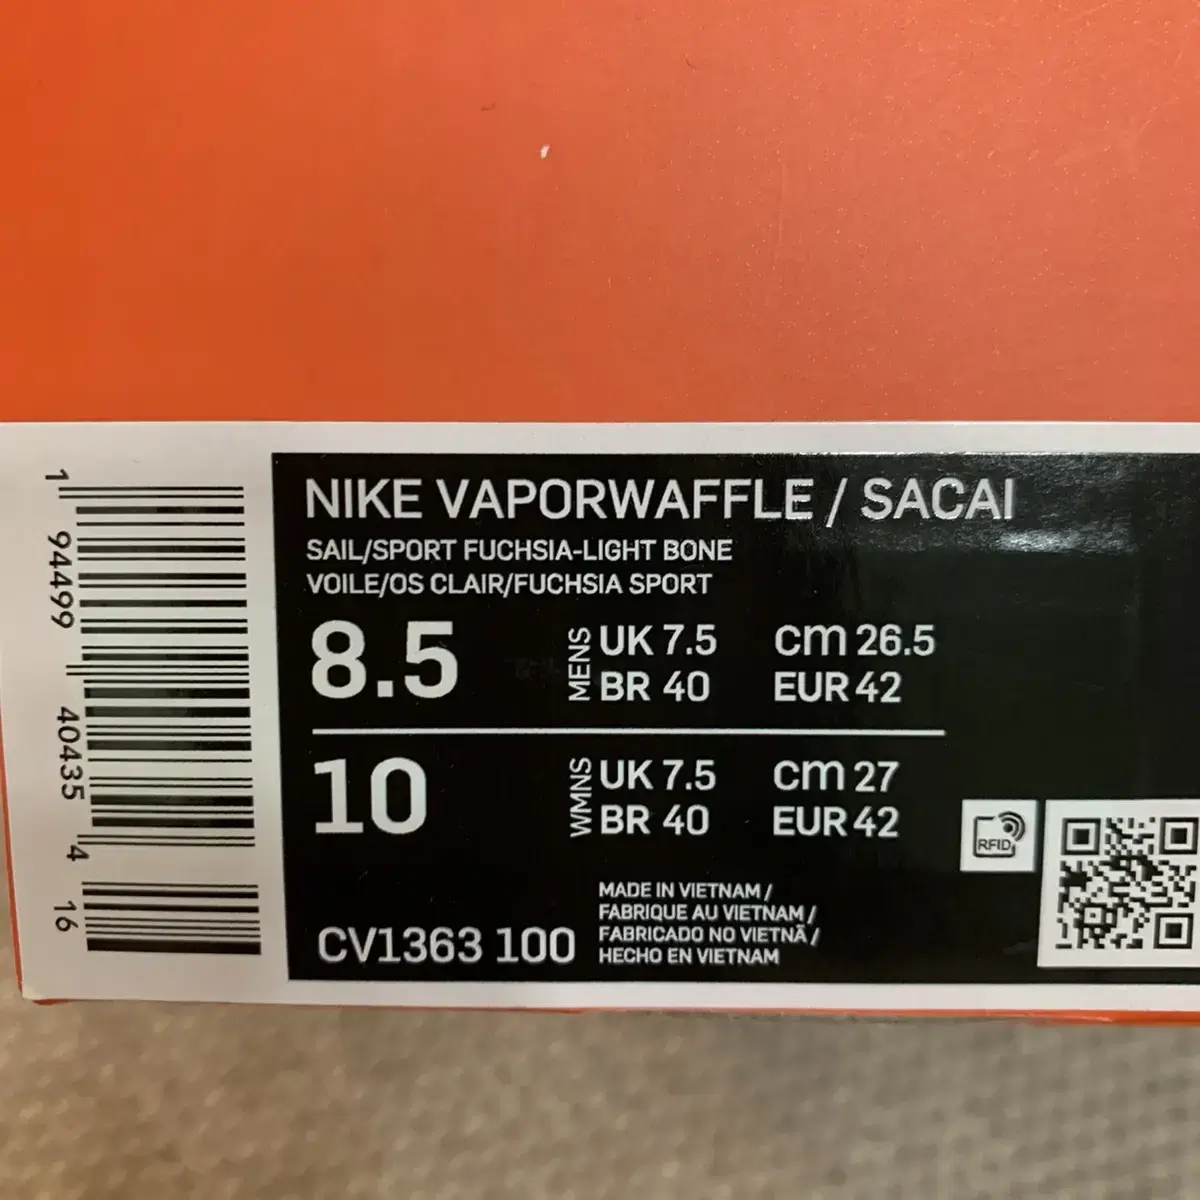 1
94499
40435
4
16
NIKE VAPORWAFFLE / SACAI
SAIL/SPORT FUCHSIA-LIGHT BONE
VOILE/OS CLAIR/FUCHSIA SPORT
8.5
MENS
UK 7.5 cm 26.5
BR 40 EUR 42
10
WMNS
UK 7.5 cm 27
BR 40 EUR 42
CV1363 100
MADE IN VIETNAM /
FABRIQUE AU VIETNAM /
FABRICADO NO VIETNÃ /
HECHO EN VIETNAM
RFID